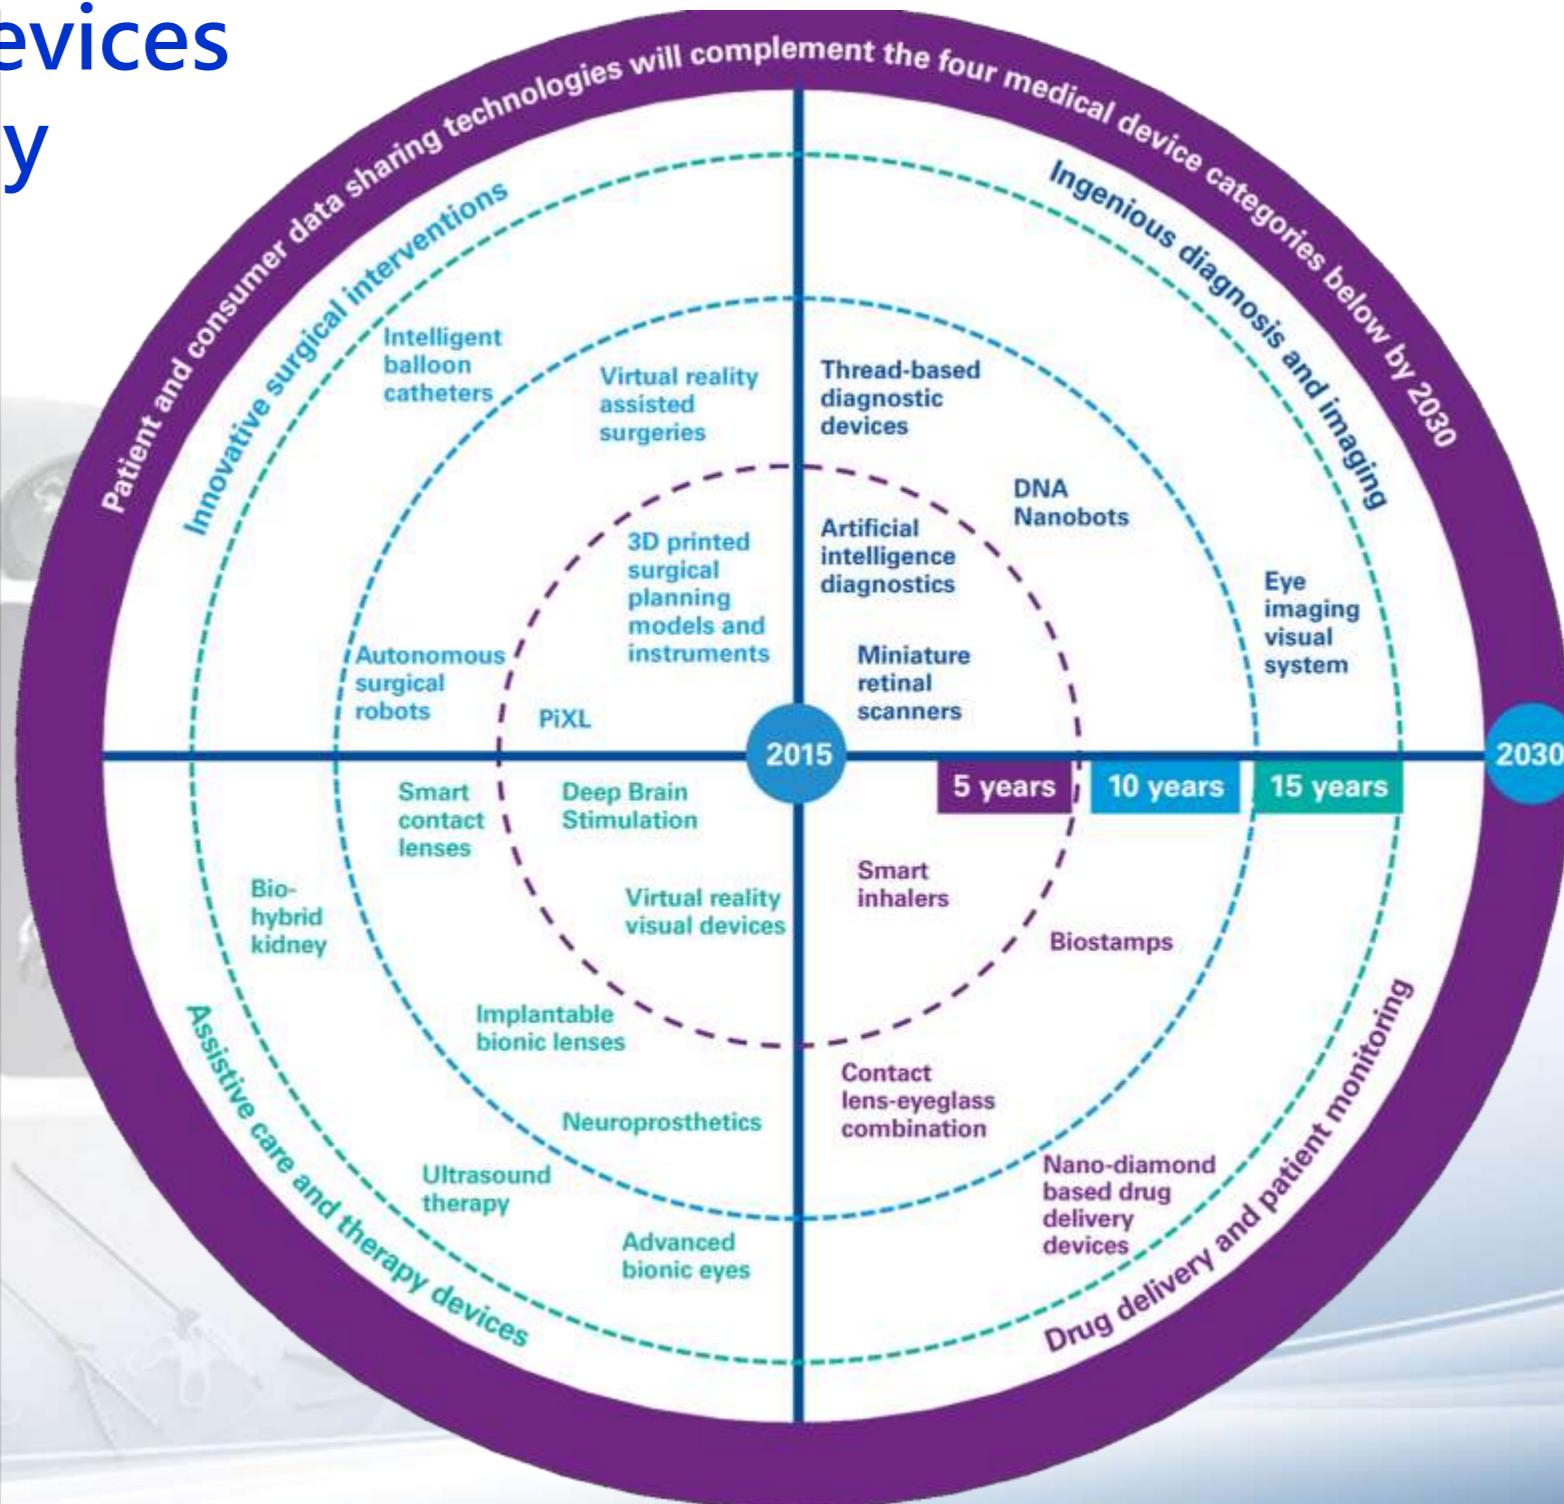 evices
y
Patient and consumer data sharing technologies will complement the four medical device categories below by 2030
Innovative surgical interventions
Ingenious diagnosis and imaging
Intelligent
balloon
catheters
Virtual reality
assisted
surgeries
3D printed
surgical
planning
models and
instruments
Autonomous
surgical
robots
PiXL
Thread-based
diagnostic
devices
DNA
Nanobots
Artificial
intelligence
diagnostics
Eye
imaging
visual
system
Miniature
retinal
scanners
2015
2030
5 years
10 years
15 years
Smart
contact
lenses
Deep Brain
Stimulation
Bio-
hybrid
kidney
Virtual reality
visual devices
Implantable
bionic lenses
Neuroprosthetics
Ultrasound
therapy
Advanced
bionic eyes
Assistive care and therapy devices
Smart
inhalers
Biostamps
Contact
lens-eyeglass
combination
Nano-diamond
based drug
delivery
devices
Drug delivery and patient monitoring